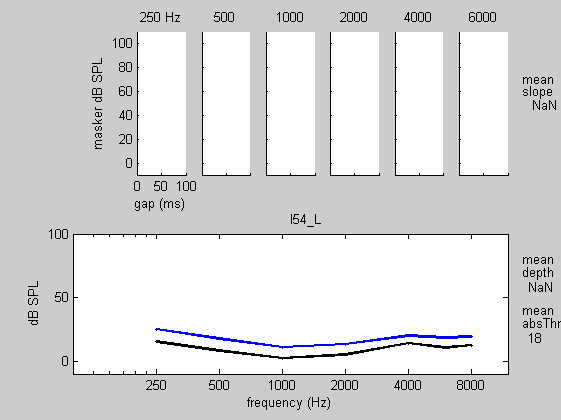 250 Hz 500 1000 2000 4000 6000
100
80
60
40
20
0
masker dB SPL
0 50 100
gap (ms)
mean
slope
NaN
I54_L
100
50
0
dB SPL
250 500 1000 2000 4000 8000
frequency (Hz)
mean
depth
NaN
mean
absThr
18